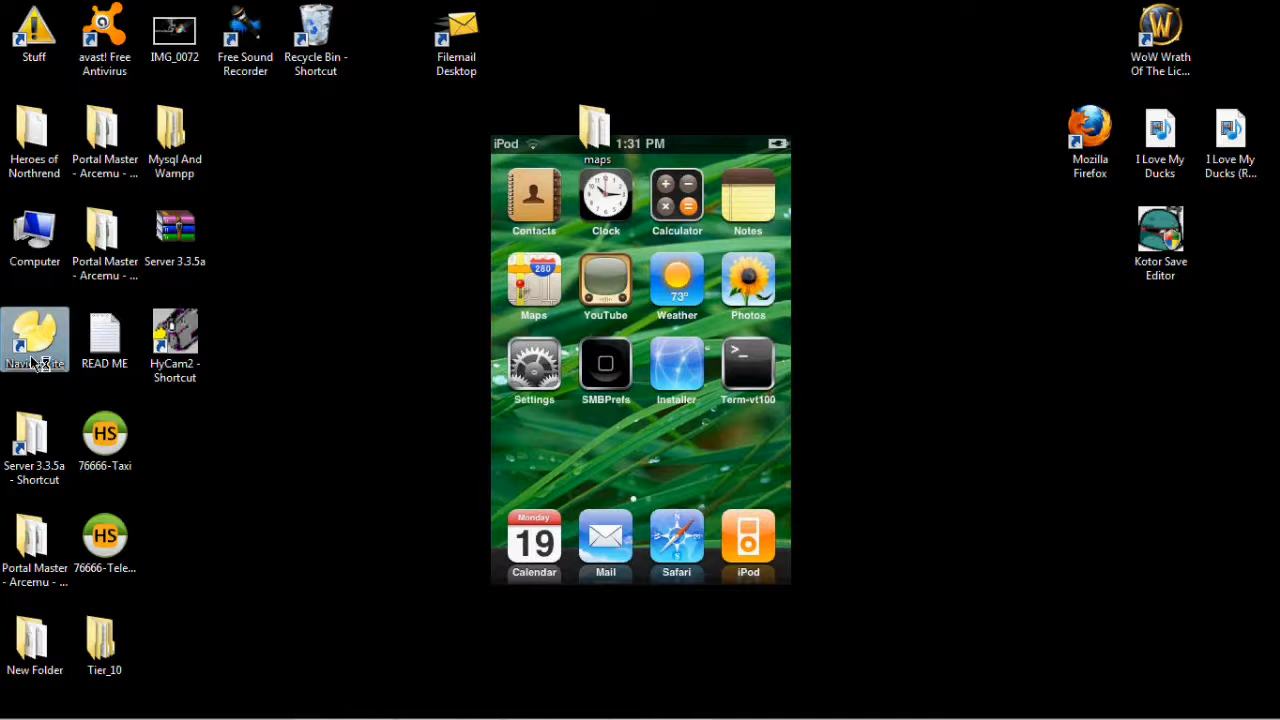 Stuff
avast! Free
Antivirus
IMG_0072
Free Sound
Recorder
Recycle Bin -
Shortcut
Filemail
Desktop
WoW Wrath
Of The Lic...
Heroes of
Northrend
Portal Master
- Arcemu - ...
Mysql And
Wampp
maps
Mozilla
Firefox
I Love My
Ducks
I Love My
Ducks (R...
iPod
1:31 PM
Contacts
Clock
Calculator
Notes
Computer
Portal Master
- Arcemu - ...
Server 3.3.5a
Kotor Save
Editor
280
73°
Maps
YouTube
Weather
Photos
READ ME
HyCam2 -
Shortcut
>_
Settings
SMBPrefs
Installer
Term-vt100
Server 3.3.5a
- Shortcut
HS
76666-Taxi
Portal Master
- Arcemu - ...
HS
76666-Tele...
Monday
19
Calendar
Mail
Safari
iPod
New Folder
Tier_10